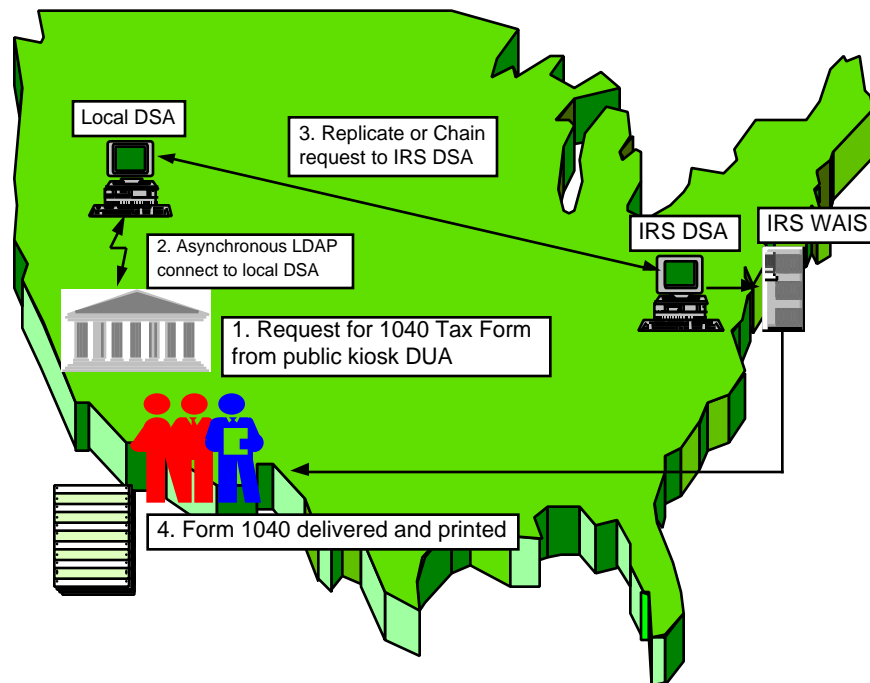 Local DSA
3. Replicate or Chain
request to IRS DSA
IRS DSA
IRS WAIS
2. Asynchronous LDAP
connect to local DSA
1. Request for 1040 Tax Form
from public kiosk DUA
4. Form 1040 delivered and printed